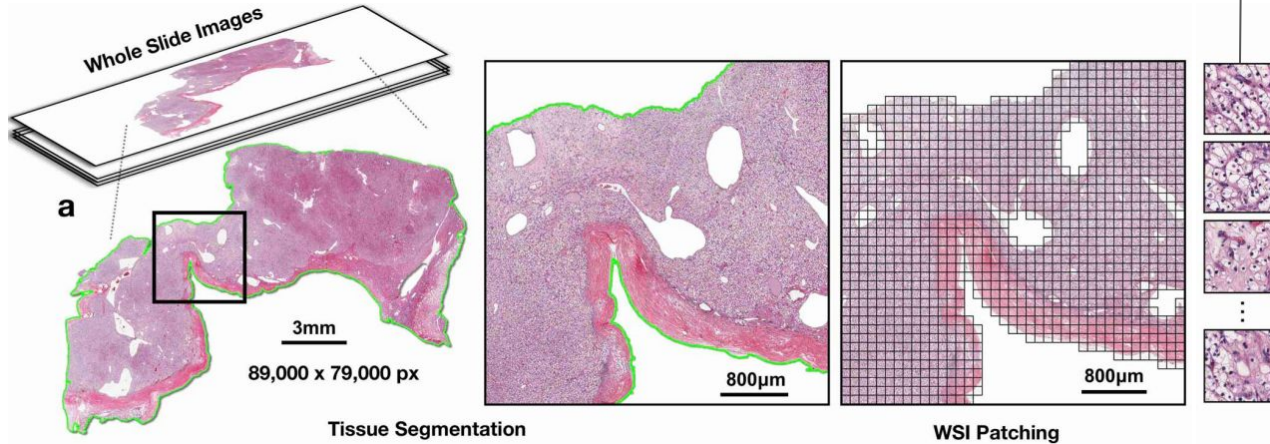 Whole Slide Images
a
3mm
89,000 x 79,000 px
800μm
800μm
Tissue Segmentation
WSI Patching